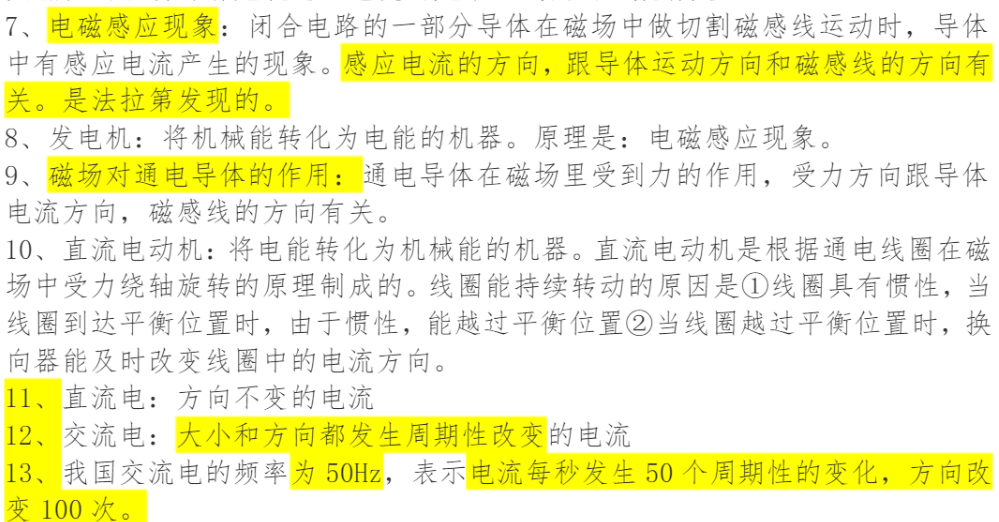 7、电磁感应现象：闭合电路的一部分导体在磁场中做切割磁感线运动时，导体
中有感应电流产生的现象。感应电流的方向，跟导体运动方向和磁感线的方向有
关。是法拉第发现的。
8、发电机：将机械能转化为电能的机器。原理是：电磁感应现象。
9、磁场对通电导体的作用：通电导体在磁场里受到力的作用，受力方向跟导体
电流方向，磁感线的方向有关。
10、直流电动机：将电能转化为机械能的机器。直流电动机是根据通电线圈在磁
场中受力绕轴旋转的原理制成的。线圈能持续转动的原因是①线圈具有惯性，当
线圈到达平衡位置时，由于惯性，能越过平衡位置②当线圈越过平衡位置时，换
向器能及时改变线圈中的电流方向。
11、直流电：方向不变的电流
12、交流电：大小和方向都发生周期性改变的电流
13、我国交流电的频率为 50Hz，表示电流每秒发生 50 个周期性的变化，方向改
变 100 次。